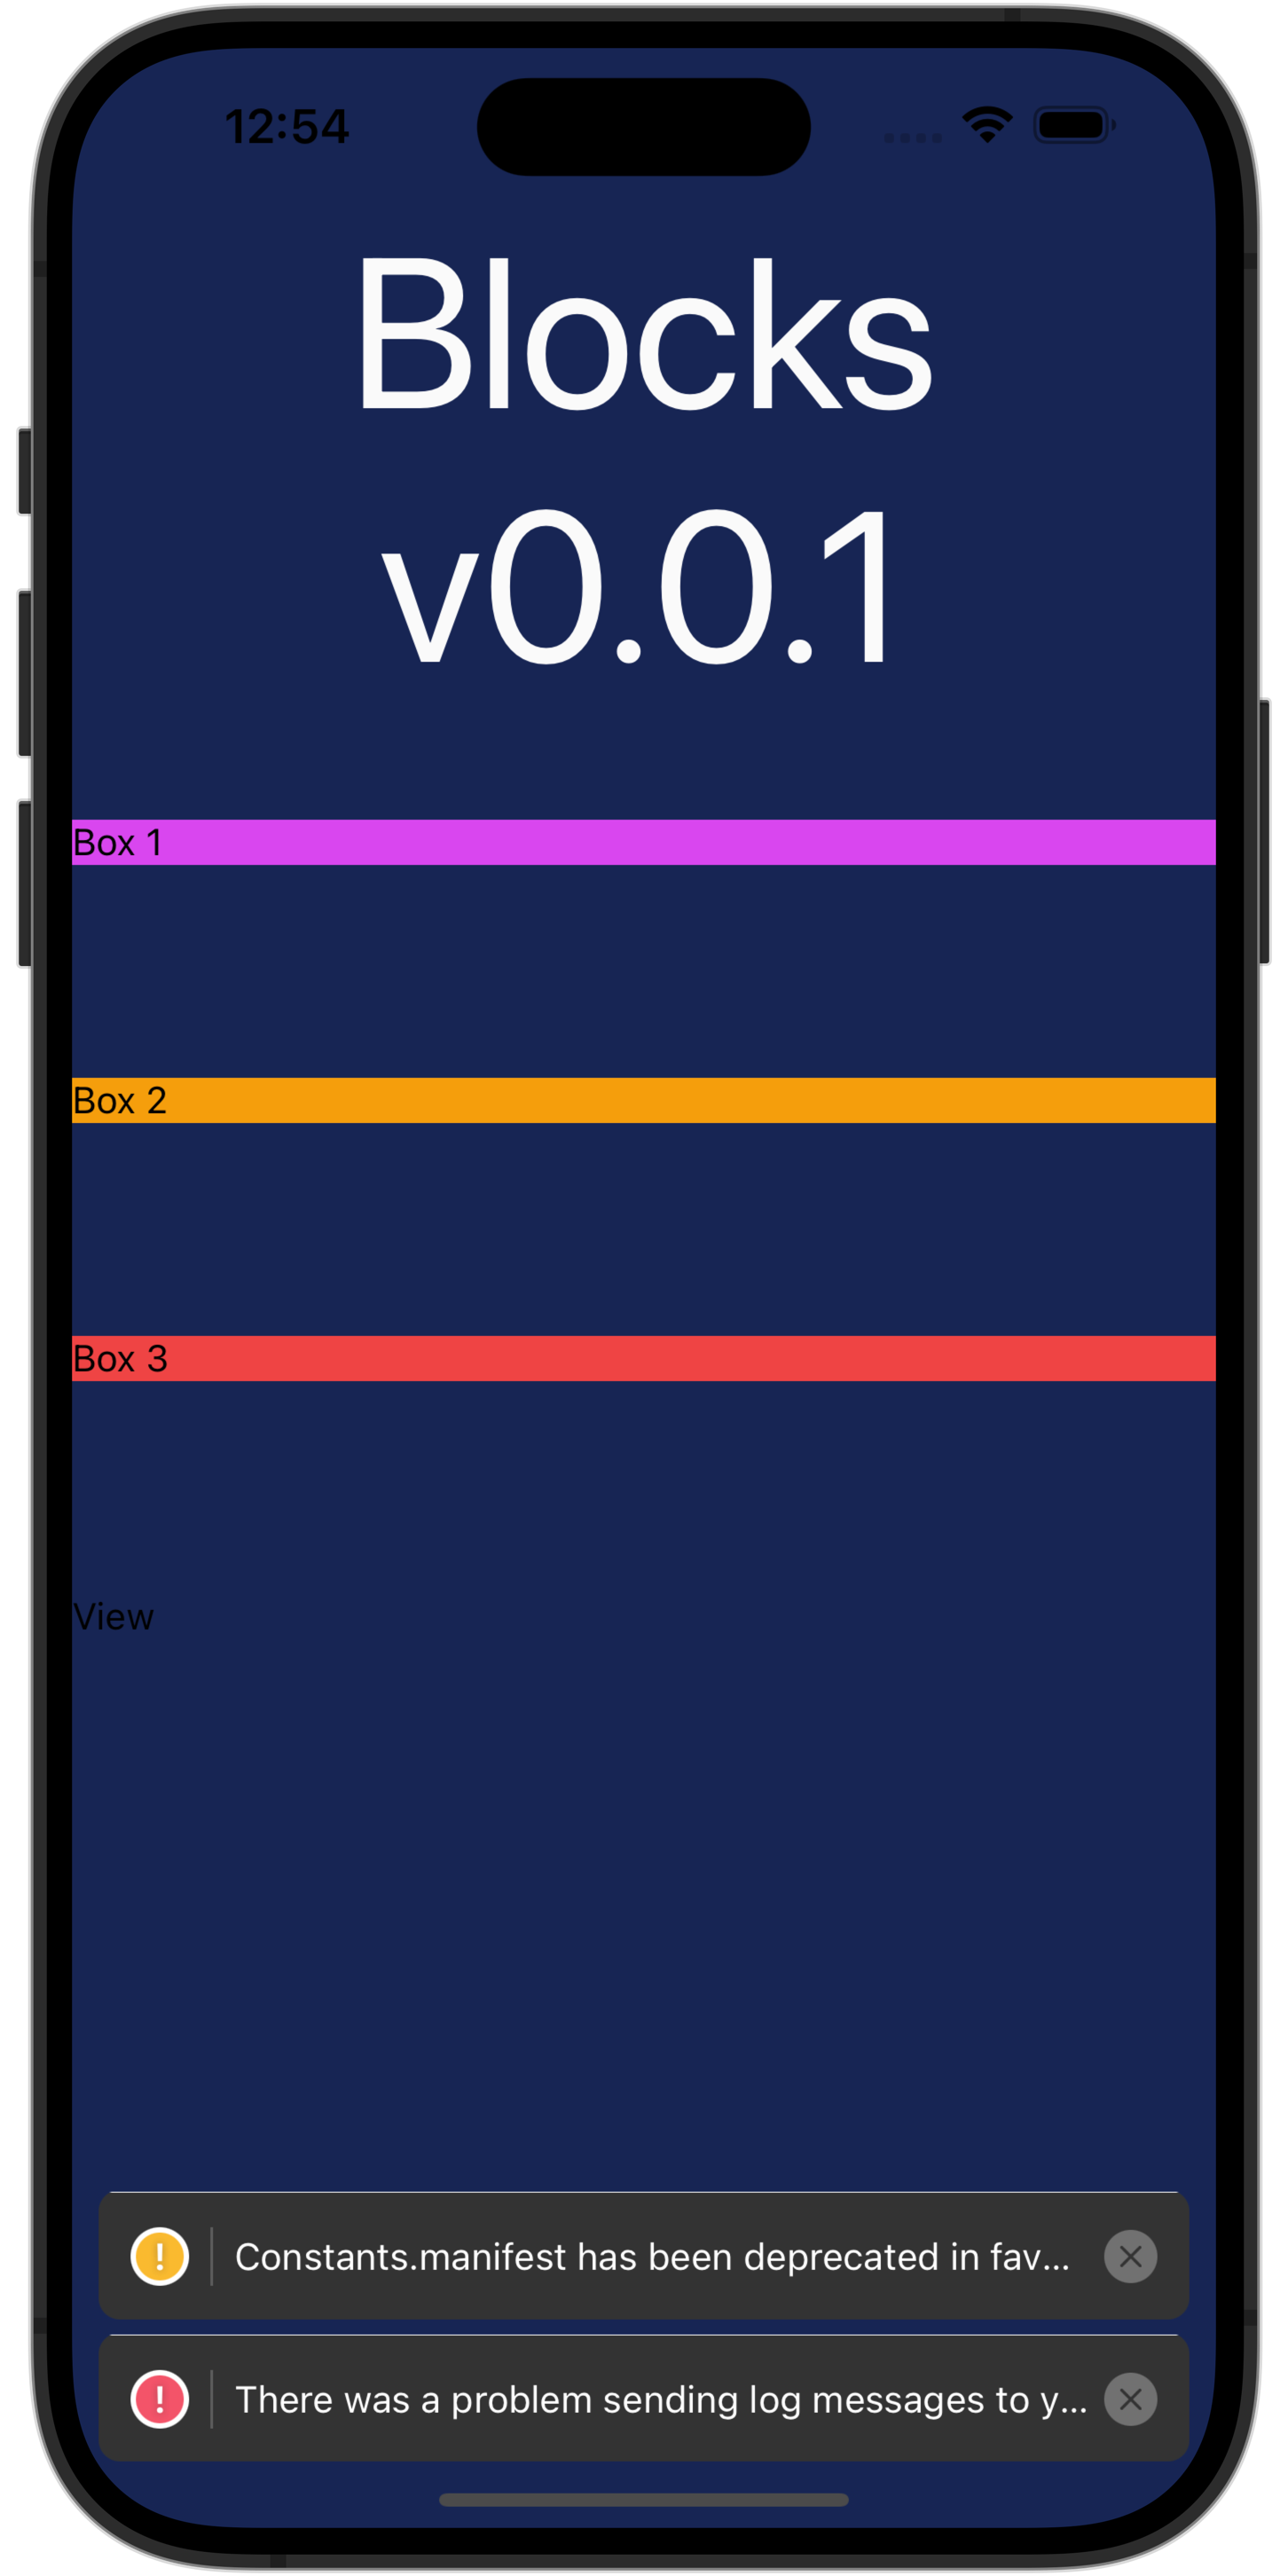 12:54
Blocks
v0.0.1
Box 1
Box 2
Box 3
View
Constants.manifest has been deprecated in fav...
There was a problem sending log messages to y...